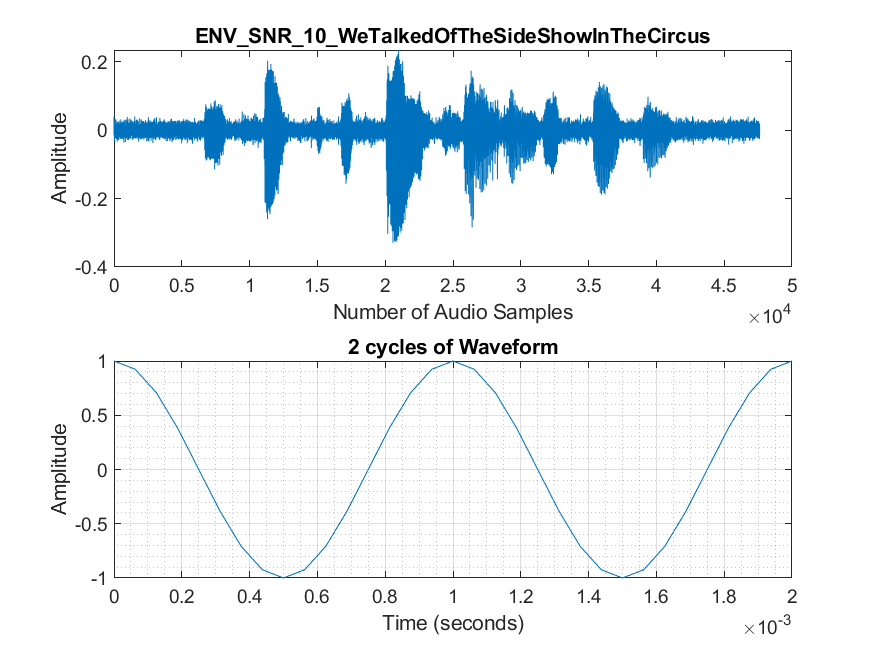 ENV_SNR_10_WeTalkedOfTheSideShowInTheCircus
0.2
0
-0.2
-0.4
Amplitude
0 0.5 1 1.5 2 2.5 3 3.5 4 4.5 5
Number of Audio Samples
×10^4
2 cycles of Waveform
1
0.5
0
-0.5
-1
Amplitude
0 0.2 0.4 0.6 0.8 1 1.2 1.4 1.6 1.8 2
Time (seconds)
×10^-3